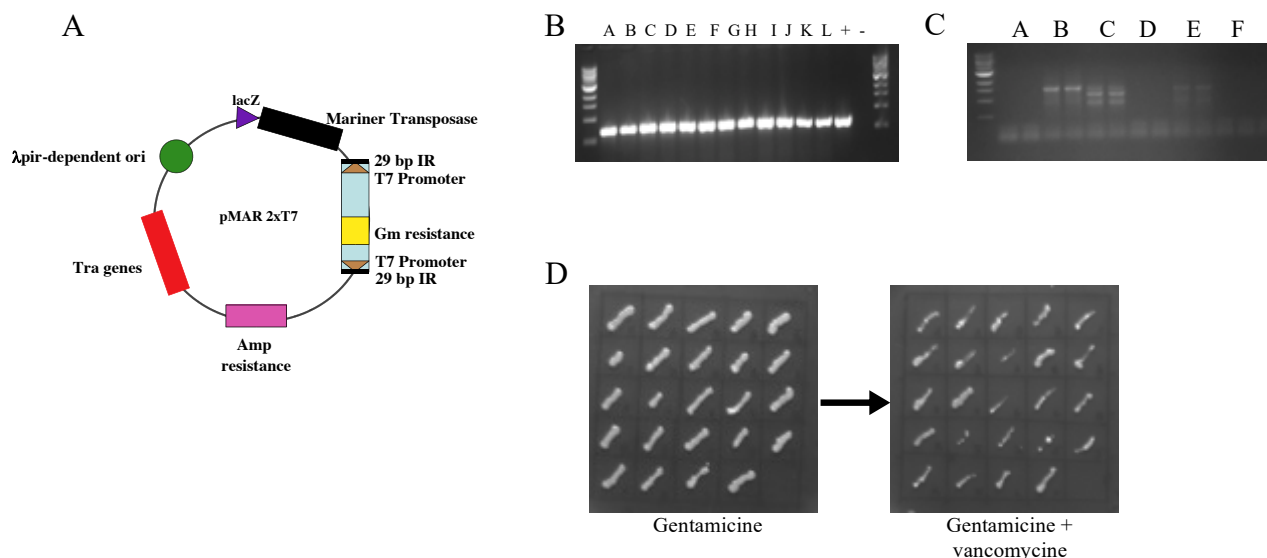 A
lacZ
Mariner Transposase
λpir-dependent ori
29 bp IR
T7 Promoter
pMAR 2xT7
Gm resistance
Tra genes
T7 Promoter
29 bp IR
Amp
resistance
B
A B C D E F G H I J K L + -
C
A B C D E F
D
Gentamicine
Gentamicine +
vancomycine